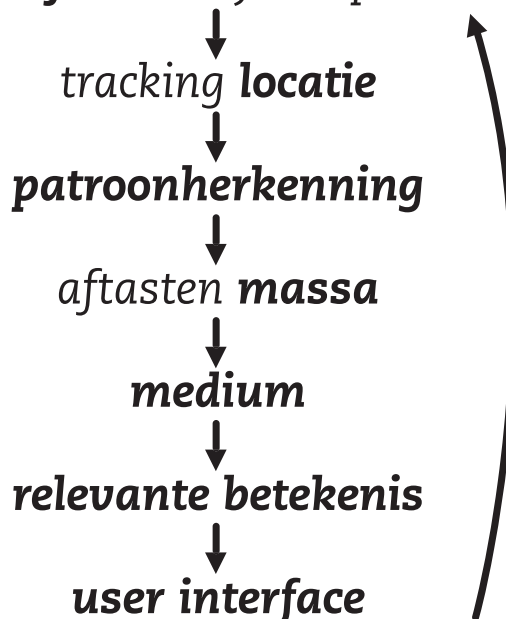 tracking locatie
patroonherkenning
aftasten massa
medium
relevante betekenis
user interface